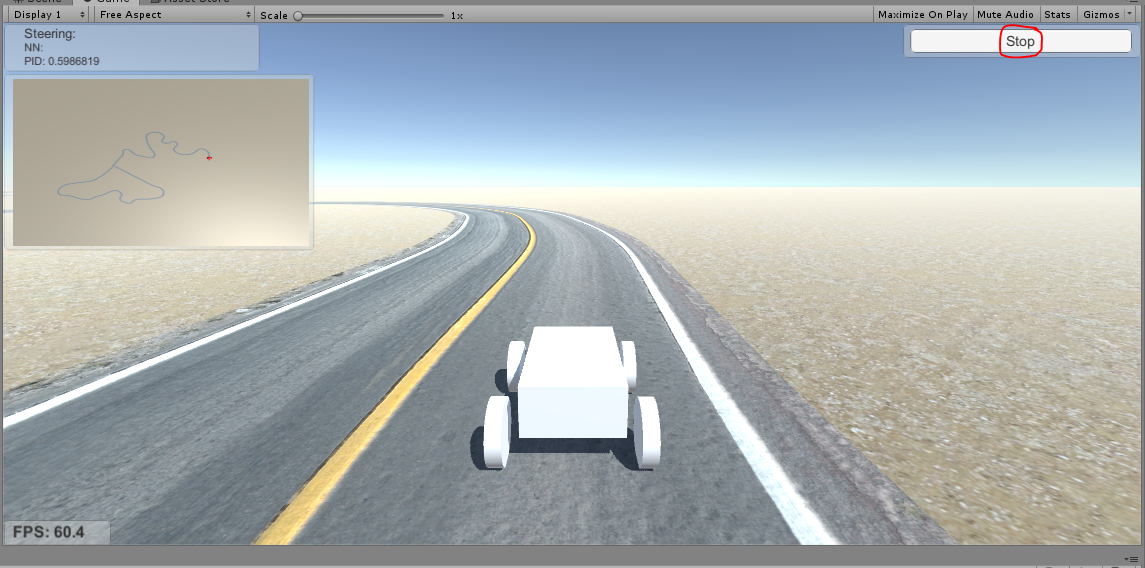 Scene Game Asset Store
Display 1 Free Aspect Scale 1x Maximize On Play Mute Audio Stats Gizmos
Steering:
NN:
PID: 0.5986819
Stop
FPS: 60.4